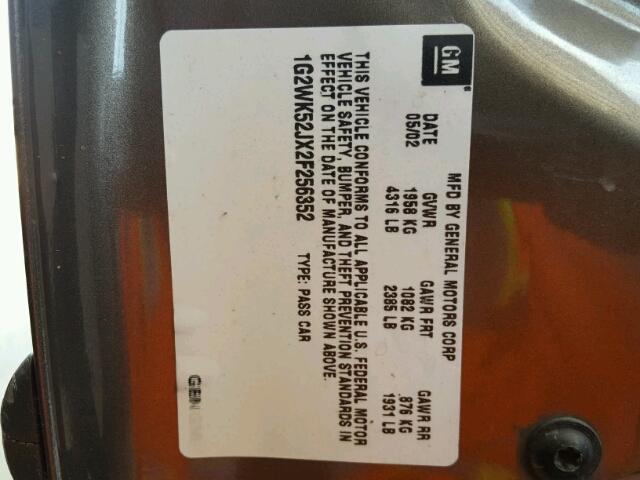 GM
MFD BY GENERAL MOTORS CORP
DATE GVWR GAWR FRT GAWR RR
05/02 1958 KG 1082 KG .876 KG
4316 LB 2385 LB 1931 LB
THIS VEHICLE CONFORMS TO ALL APPLICABLE U.S. FEDERAL MOTOR
VEHICLE SAFETY, BUMPER, AND THEFT PREVENTION STANDARDS IN
EFFECT ON THE DATE OF MANUFACTURE SHOWN ABOVE.
1G2WK52JX2F256352 TYPE: PASS CAR